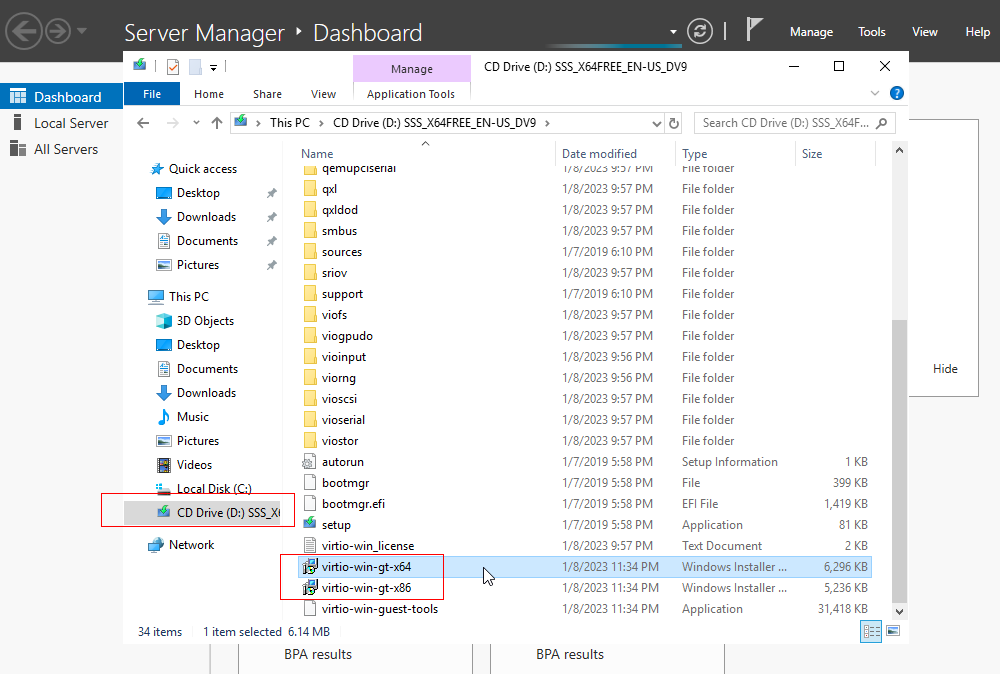 Server Manager ▸ Dashboard
Manage Tools View Help
Manage CD Drive (D:) SSS_X64FREE_EN-US_DV9
File Home Share View Application Tools
This PC > CD Drive (D:) SSS_X64FREE_EN-US_DV9 > Search CD Drive (D:) SSS_X64F...
Dashboard
Local Server
All Servers
Quick access
Desktop
Downloads
Documents
Pictures
This PC
3D Objects
Desktop
Documents
Downloads
Music
Pictures
Videos
Local Disk (C:)
CD Drive (D:) SSS_X6
Network
Name Date modified Type Size
qemupciserial 1/8/2023 9:57 PM File folder
qxl 1/8/2023 9:57 PM File folder
qxldod 1/8/2023 9:57 PM File folder
smbus 1/8/2023 9:57 PM File folder
sources 1/7/2019 6:10 PM File folder
sriov 1/8/2023 9:57 PM File folder
support 1/7/2019 6:10 PM File folder
viofs 1/8/2023 9:57 PM File folder
viogpudo 1/8/2023 9:57 PM File folder
vioinput 1/8/2023 9:56 PM File folder
viorng 1/8/2023 9:56 PM File folder
vioscsi 1/8/2023 9:57 PM File folder
vioserial 1/8/2023 9:57 PM File folder
viostor 1/8/2023 9:57 PM File folder
autorun 1/7/2019 5:58 PM Setup Information 1 KB
bootmgr 1/7/2019 5:58 PM File 399 KB
bootmgr.efi 1/7/2019 5:58 PM EFI File 1,419 KB
setup 1/7/2019 5:58 PM Application 81 KB
virtio-win_license 1/8/2023 9:57 PM Text Document 2 KB
virtio-win-gt-x64 1/8/2023 11:34 PM Windows Installer ... 6,296 KB
virtio-win-gt-x86 1/8/2023 11:34 PM Windows Installer ... 5,236 KB
virtio-win-guest-tools 1/8/2023 11:34 PM Application 31,418 KB
34 items 1 item selected 6.14 MB
Hide
BPA results BPA results